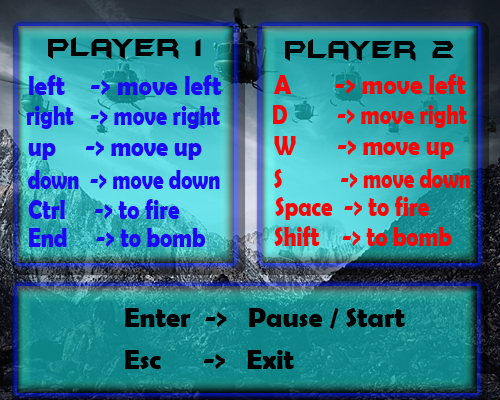 PLAYER 1
left -> move left
right -> move right
up -> move up
down -> move down
Ctrl -> to fire
End -> to bomb
PLAYER 2
A -> move left
D -> move right
W -> move up
S -> move down
Space -> to fire
Shift -> to bomb
Enter -> Pause / Start
Esc -> Exit